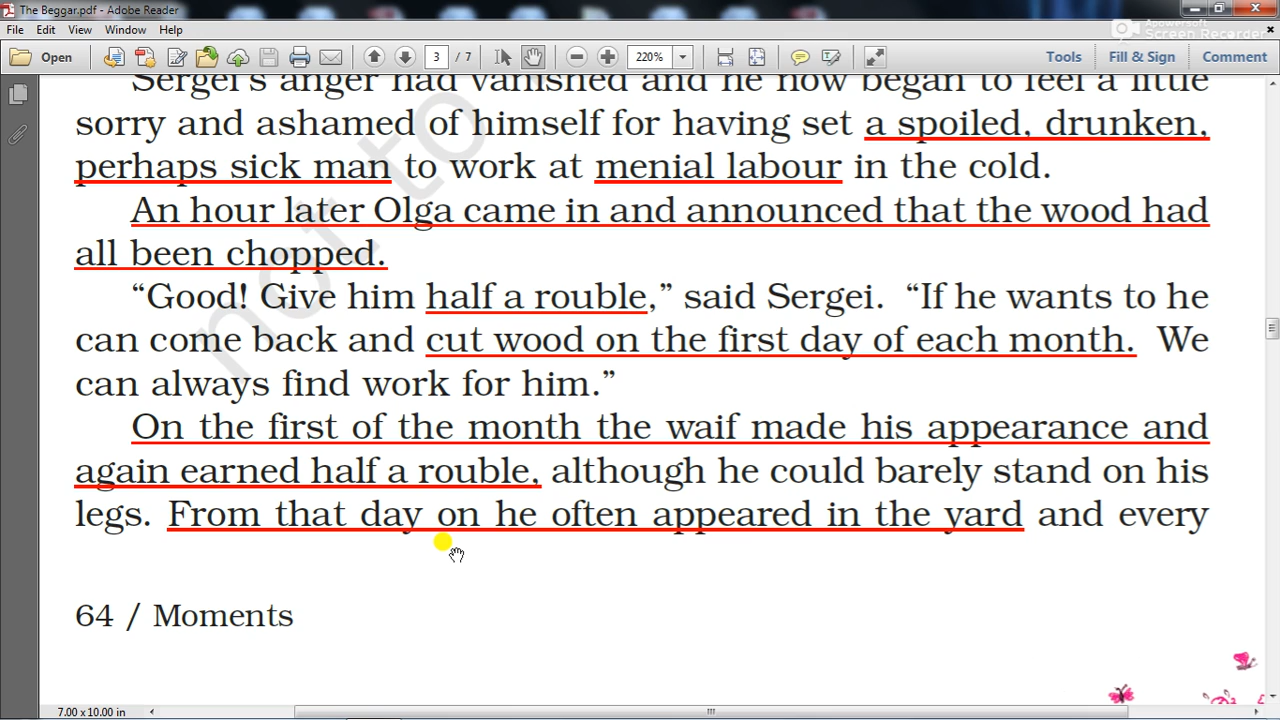 The Beggar.pdf - Adobe Reader
File Edit View Window Help
Apowersoft
Screen Recorder
Open 3 / 7 220% Tools Fill & Sign Comment
Sergei's anger had vanished and he now began to feel a little
sorry and ashamed of himself for having set a spoiled, drunken,
perhaps sick man to work at menial labour in the cold.
An hour later Olga came in and announced that the wood had
all been chopped.
“Good! Give him half a rouble,” said Sergei. “If he wants to he
can come back and cut wood on the first day of each month. We
can always find work for him.”
On the first of the month the waif made his appearance and
again earned half a rouble, although he could barely stand on his
legs. From that day on he often appeared in the yard and every
64 / Moments
not to
7.00 x 10.00 in